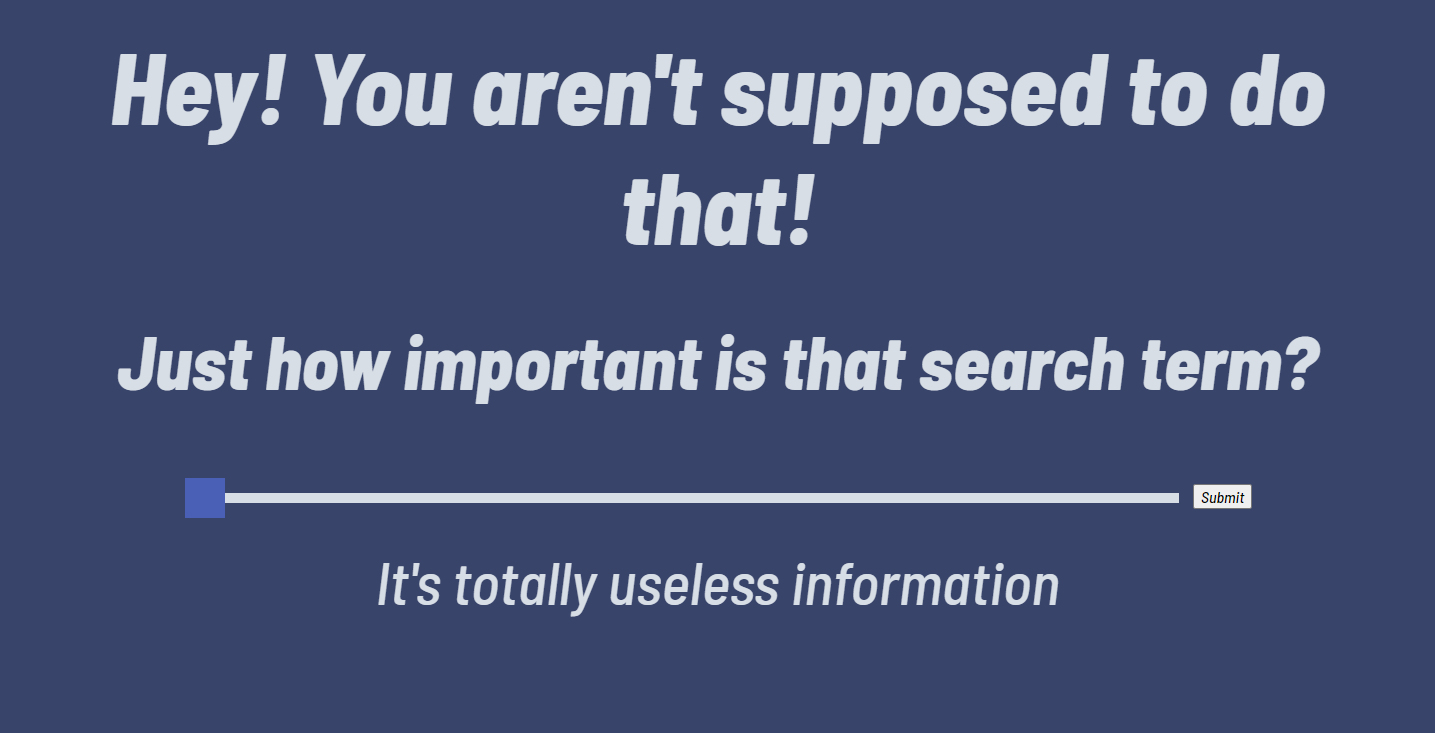 Hey! You aren't supposed to do
that!
Just how important is that search term?
Submit
It's totally useless information